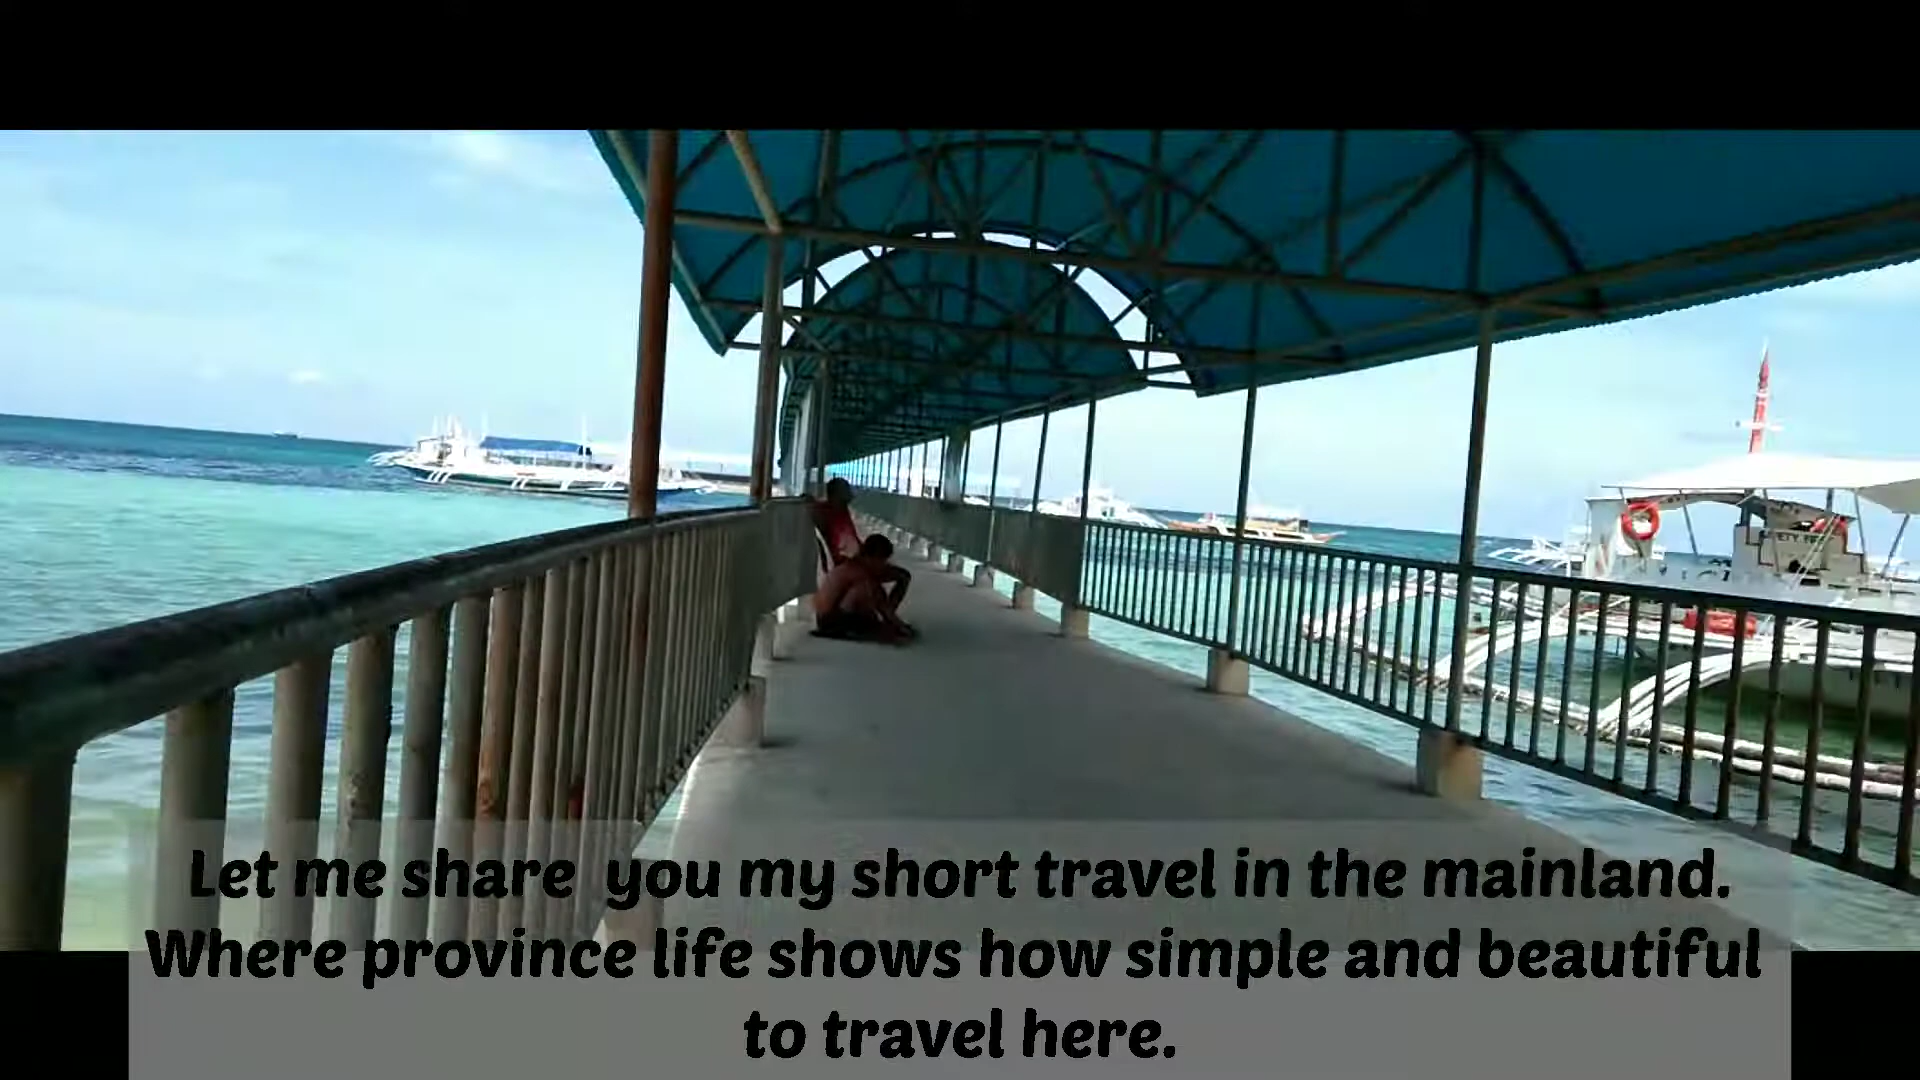 Let me share  you my short travel in the mainland.
Where province life shows how simple and beautiful
to travel here.